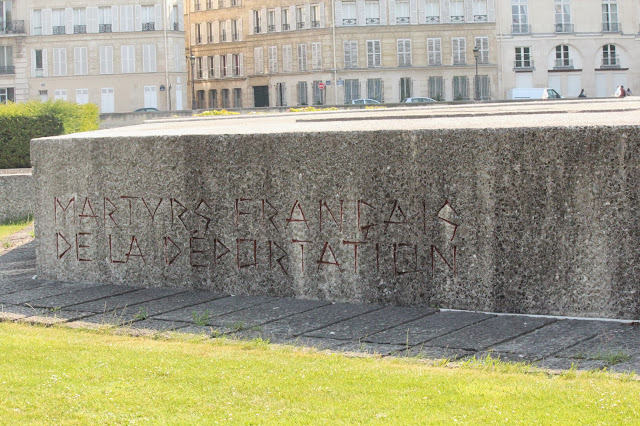 MARTYRS FRANÇAIS
DE LA DÉPORTATION